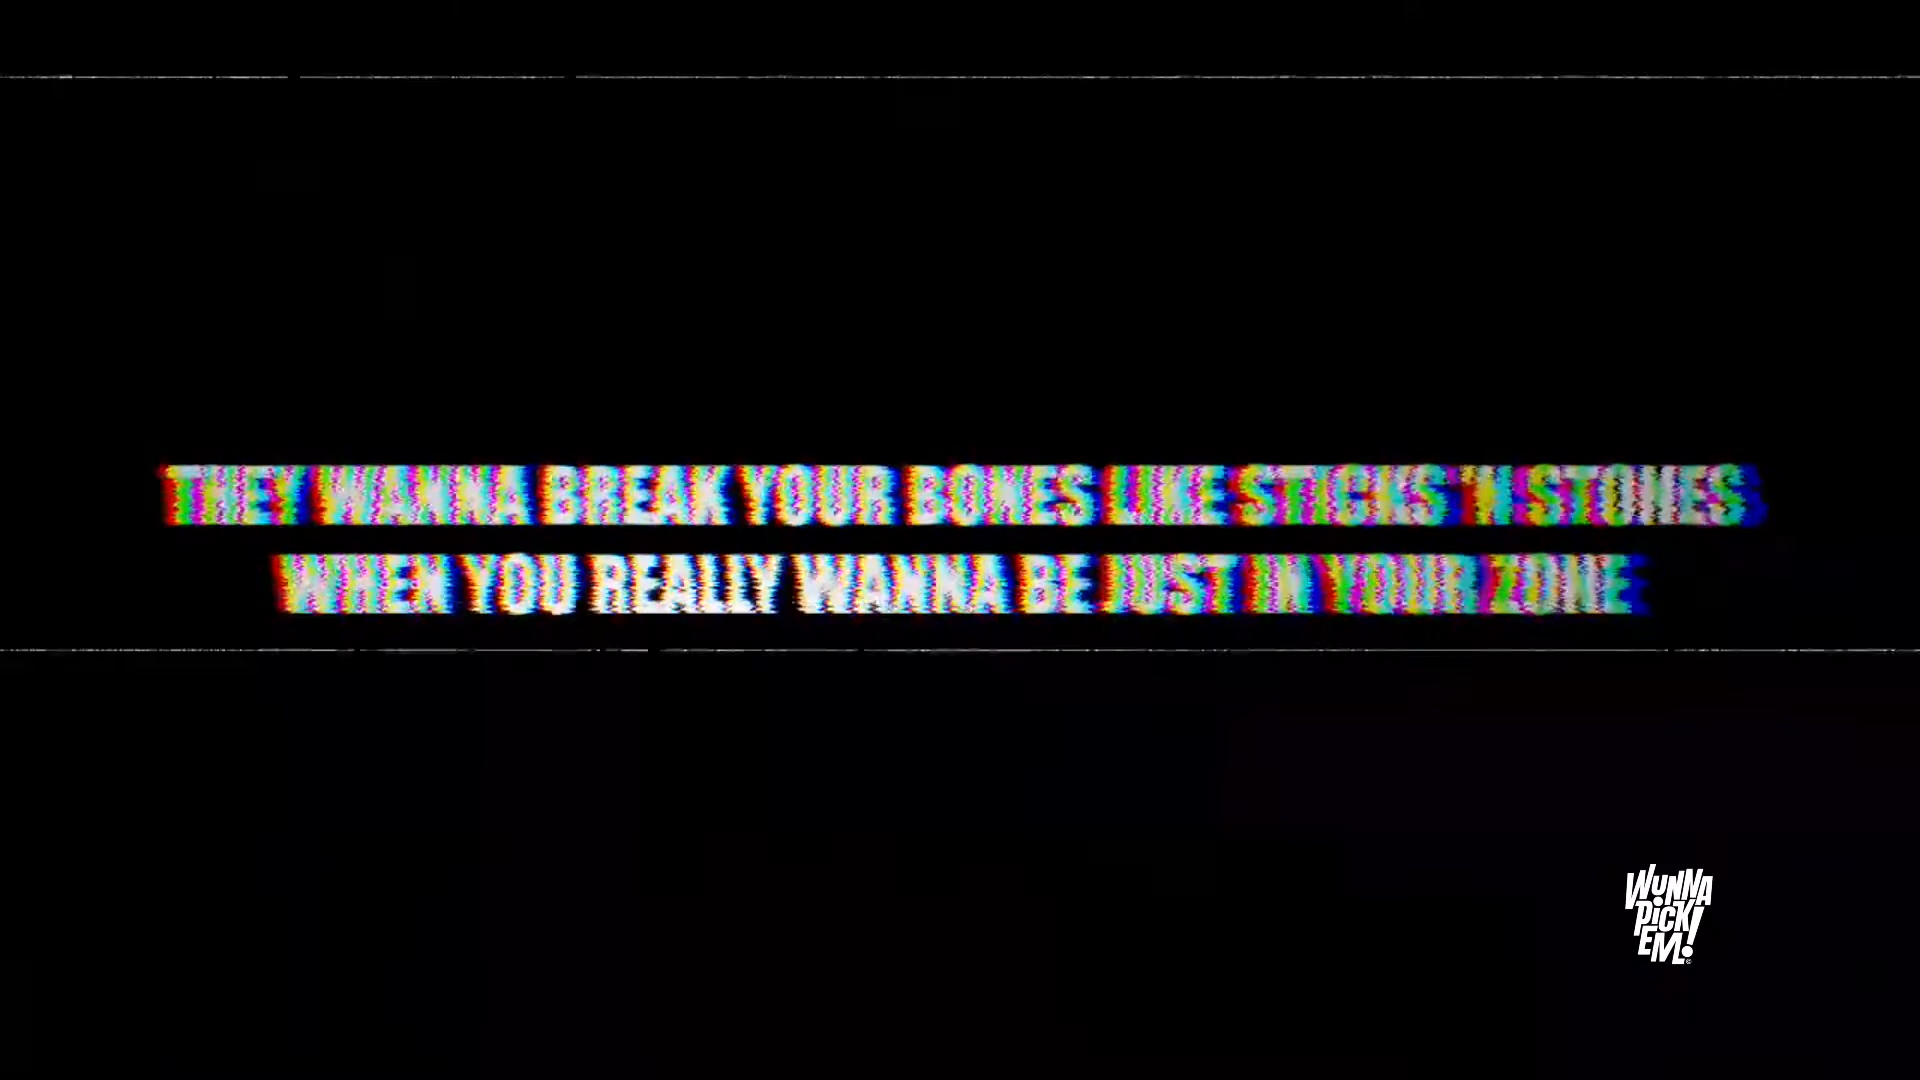 THEY WANNA BREAK YOUR BONES LIKE STICKS 'N STONES
WHEN YOU REALLY WANNA BE JUST IN YOUR ZONE
WUNNA
PICK
EM!